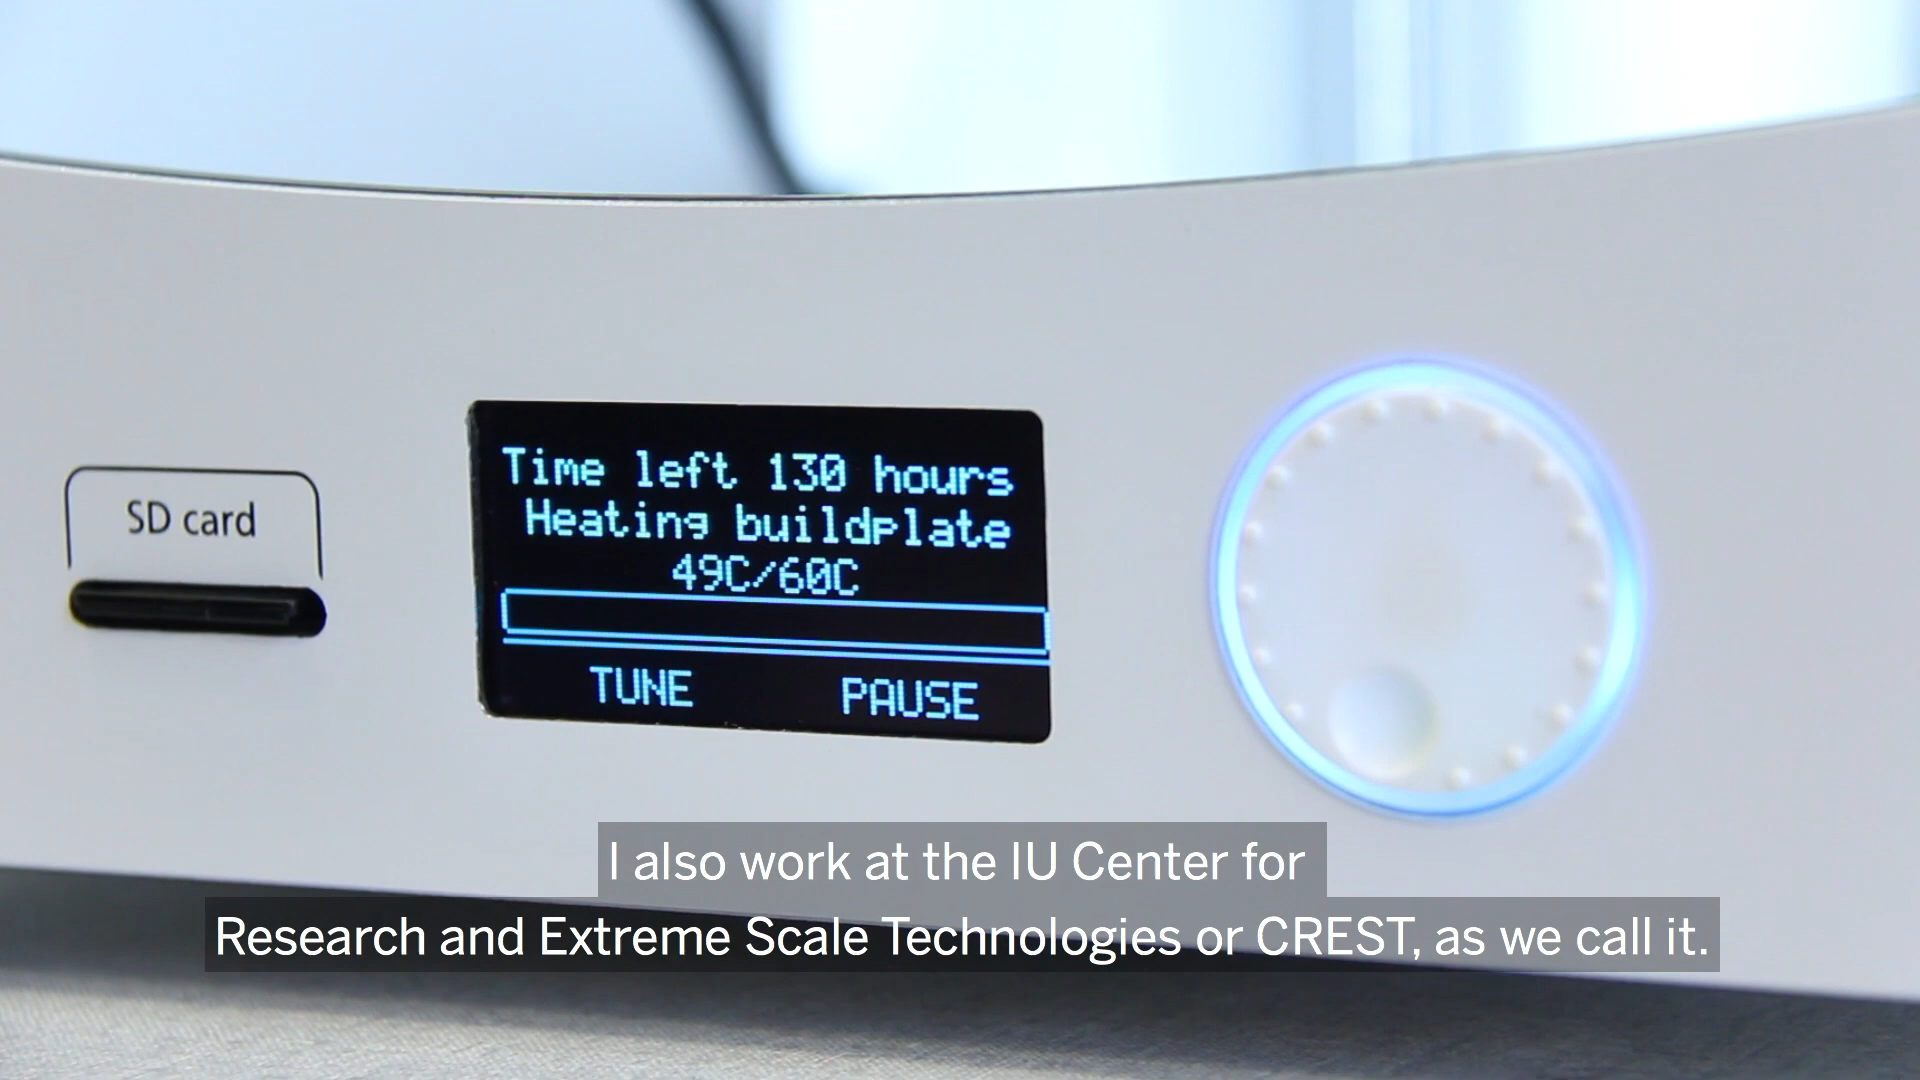 SD card
Time left 130 hours
Heating buildplate
49C/60C
TUNE PAUSE
I also work at the IU Center for
Research and Extreme Scale Technologies or CREST, as we call it.